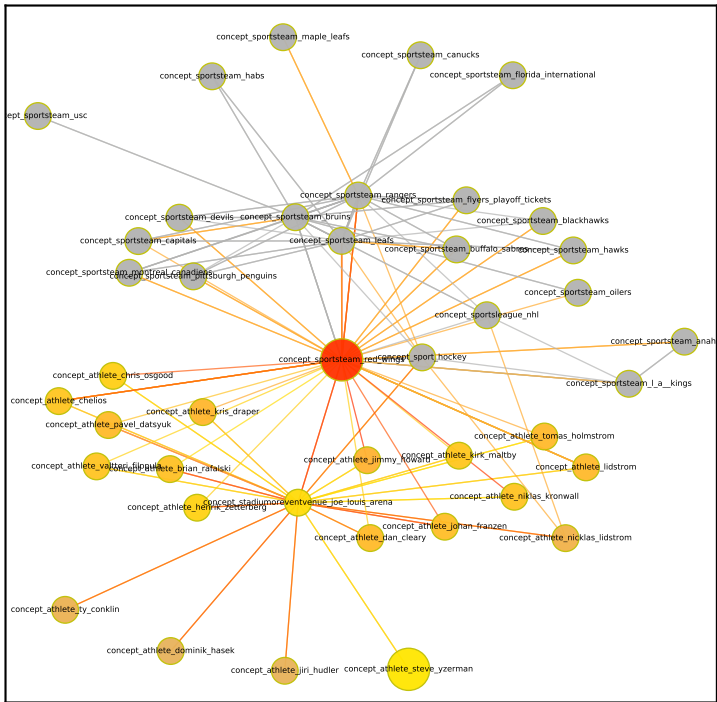 concept_sportsteam_maple_leafs
concept_sportsteam_canucks
concept_sportsteam_habs
concept_sportsteam_florida_international
ept_sportsteam_usc
concept_sportsteam_rangers
concept_sportsteam_flyers_playoff_tickets
concept_sportsteam_devils
concept_sportsteam_bruins
concept_sportsteam_blackhawks
concept_sportsteam_capitals
concept_sportsteam_leafs
concept_sportsteam_buffalo_sabres
concept_sportsteam_hawks
concept_sportsteam_montreal_canadiens
concept_sportsteam_pittsburgh_penguins
concept_sportsteam_oilers
concept_sportsleague_nhl
concept_sportsteam_anah
concept_sportsteam_red_wings
concept_sport_hockey
concept_athlete_chris_osgood
concept_sportsteam_l_a__kings
concept_athlete_chelios
concept_athlete_kris_draper
concept_athlete_pavel_datsyuk
concept_athlete_tomas_holmstrom
concept_athlete_kirk_maltby
concept_athlete_jimmy_howard
concept_athlete_valtteri_filppula
concept_athlete_brian_rafalski
concept_athlete_lidstrom
concept_athlete_niklas_kronwall
concept_stadiumoreventvenue_joe_louis_arena
concept_athlete_henrik_zetterberg
concept_athlete_johan_franzen
concept_athlete_dan_cleary
concept_athlete_nicklas_lidstrom
concept_athlete_ty_conklin
concept_athlete_dominik_hasek
concept_athlete_jiri_hudler
concept_athlete_steve_yzerman